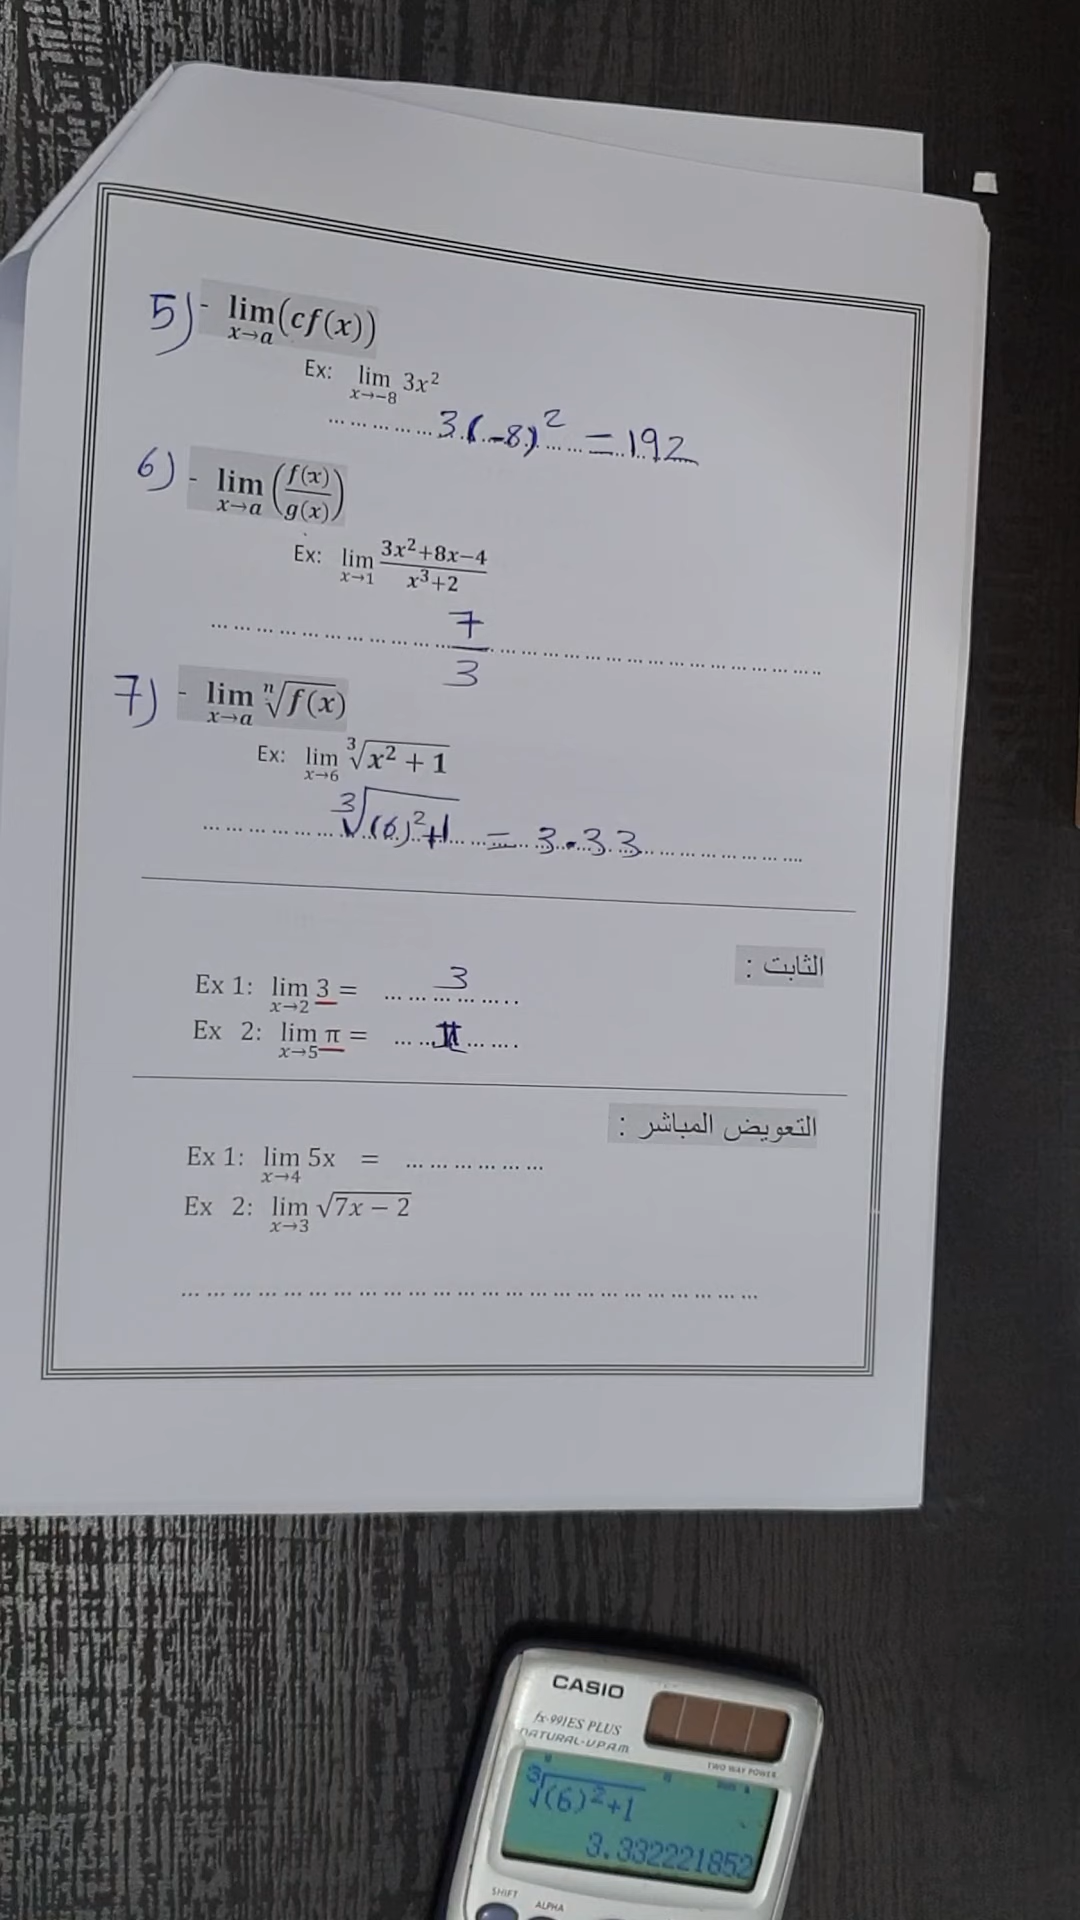 5) - lim x→a (cf(x))
Ex: lim x→-8 3x²
3(-8)² = 192
6) - lim x→a (f(x)/g(x))
Ex: lim x→1 (3x²+8x−4)/(x³+2)
7/3
7) - lim x→a ⁿ√f(x)
Ex: lim x→6 ³√(x² + 1)
³√((6)²+1) = 3.33
الثابت :
Ex 1: lim x→2 3 = 3
Ex 2: lim x→5 π = π
التعويض المباشر :
Ex 1: lim x→4 5x = ... ... ... ... ... ...
Ex 2: lim x→3 √(7x − 2)
CASIO
fx-991ES PLUS
NATURAL-V.P.A.M.
TWO WAY POWER
³√((6)²+1
3.332221852
SHIFT ALPHA